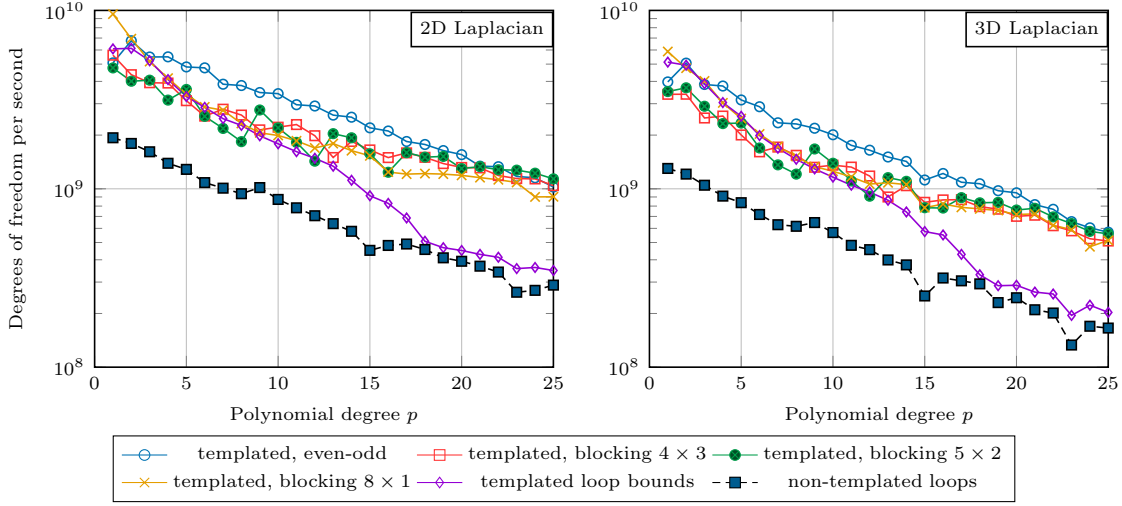 2D Laplacian
3D Laplacian
Degrees of freedom per second
10^10
10^9
10^8
0 5 10 15 20 25
Polynomial degree p
10^10
10^9
10^8
0 5 10 15 20 25
Polynomial degree p
templated, even-odd
templated, blocking 4 × 3
templated, blocking 5 × 2
templated, blocking 8 × 1
templated loop bounds
non-templated loops